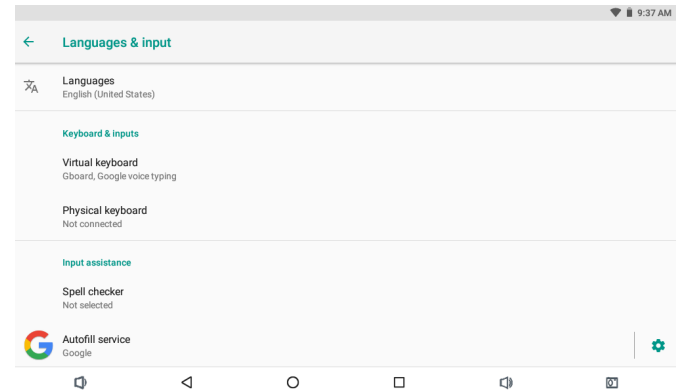 9:37 AM
Languages & input
Languages
English (United States)
Keyboard & inputs
Virtual keyboard
Gboard, Google voice typing
Physical keyboard
Not connected
Input assistance
Spell checker
Not selected
Autofill service
Google